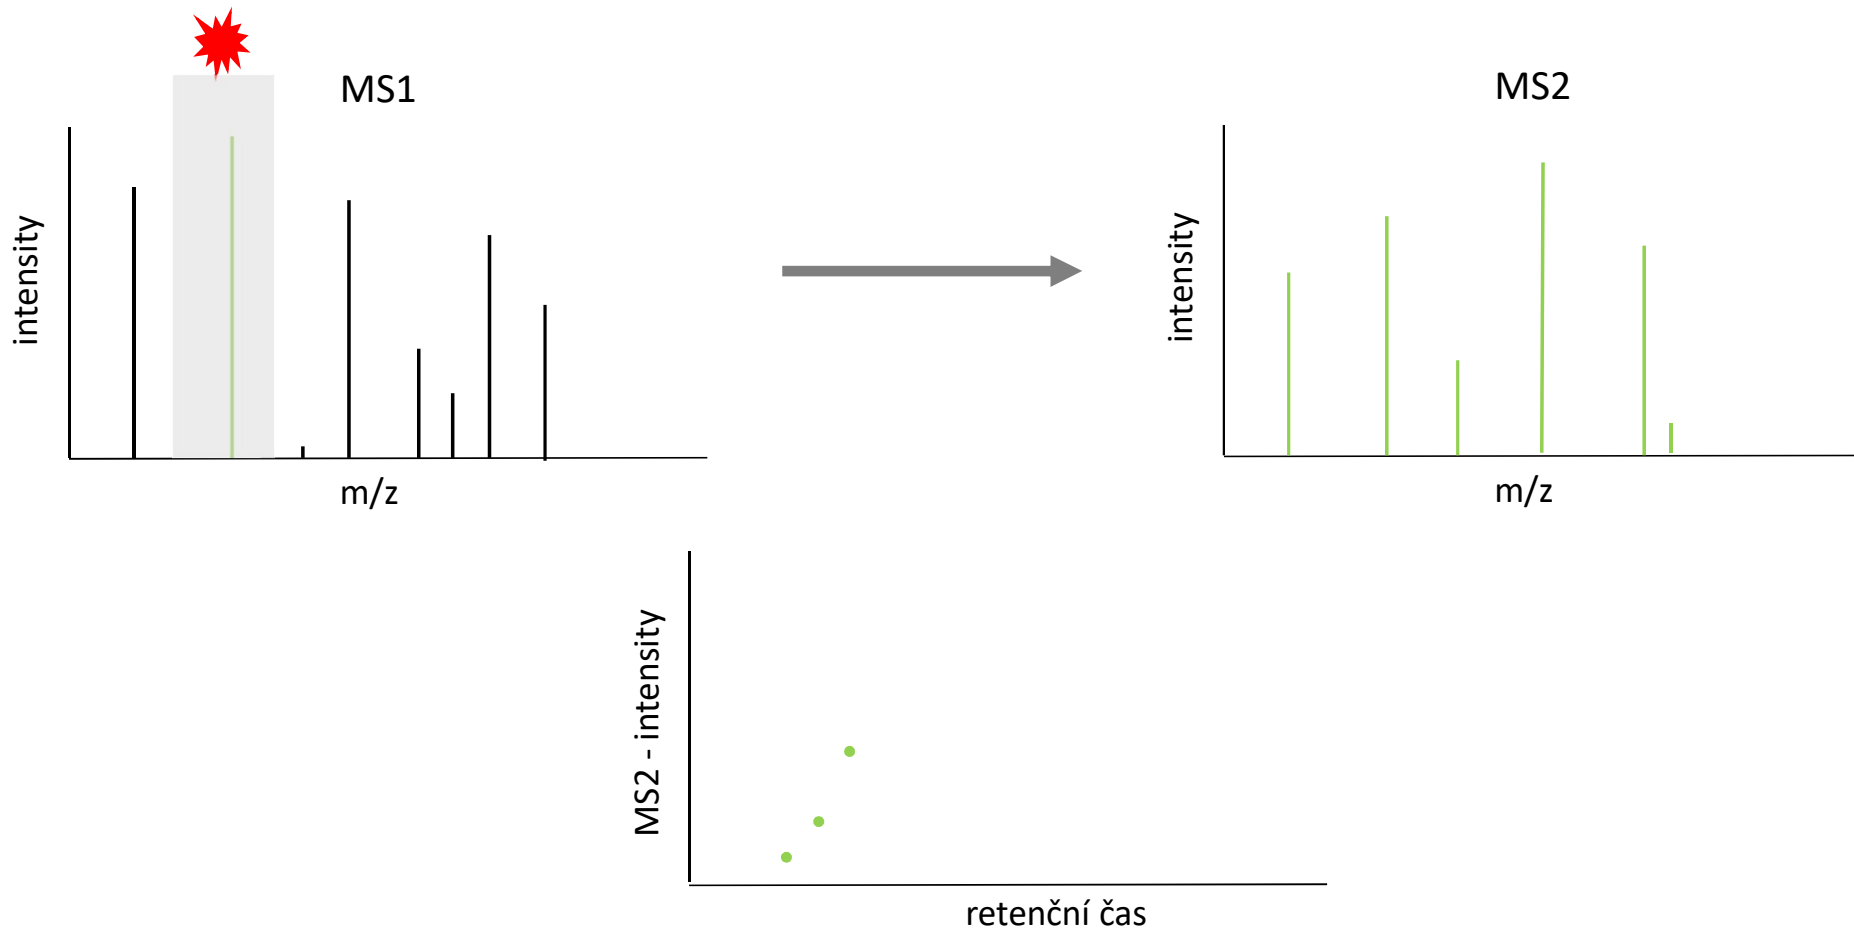 MS1
intensity
m/z
MS2
intensity
m/z
MS2 - intensity
retenční čas